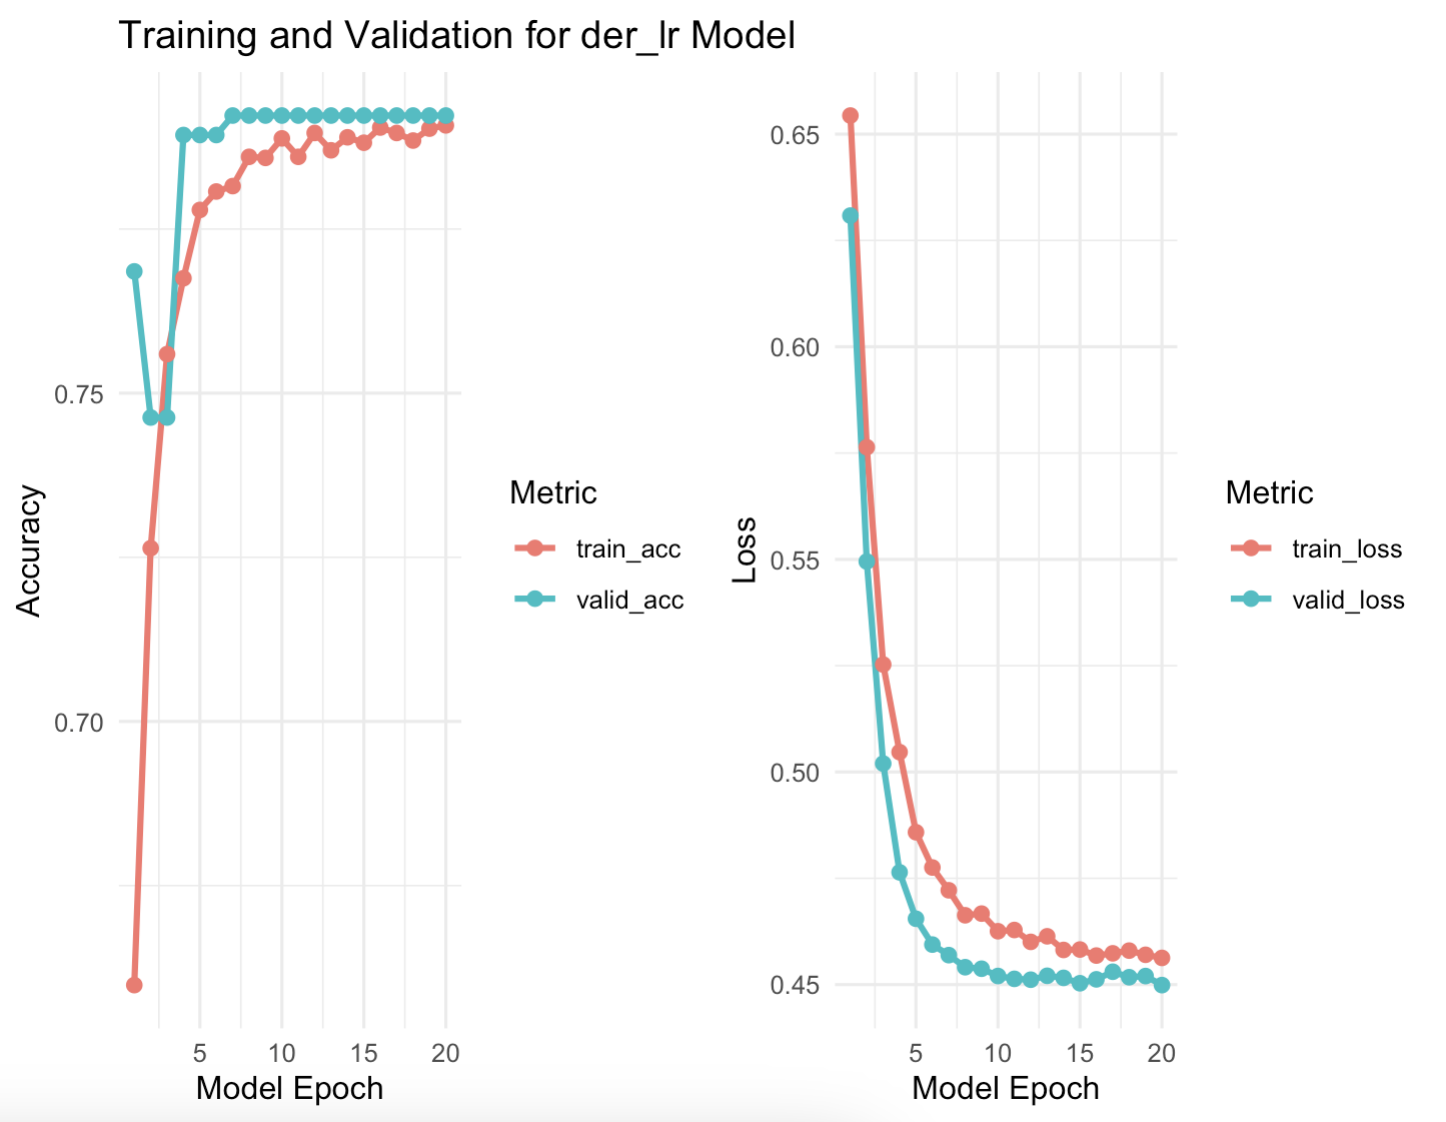 Training and Validation for der_lr Model
Accuracy
0.75
0.70
5 10 15 20
Model Epoch
Metric
train_acc
valid_acc
Loss
0.65
0.60
0.55
0.50
0.45
5 10 15 20
Model Epoch
Metric
train_loss
valid_loss